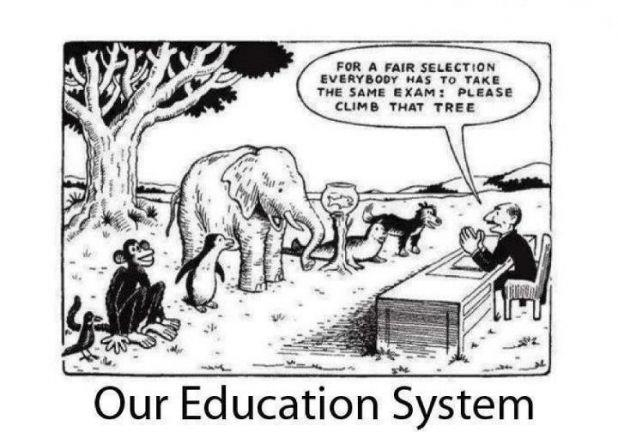 FOR A FAIR SELECTION
EVERYBODY HAS TO TAKE
THE SAME EXAM: PLEASE
CLIMB THAT TREE
Our Education System